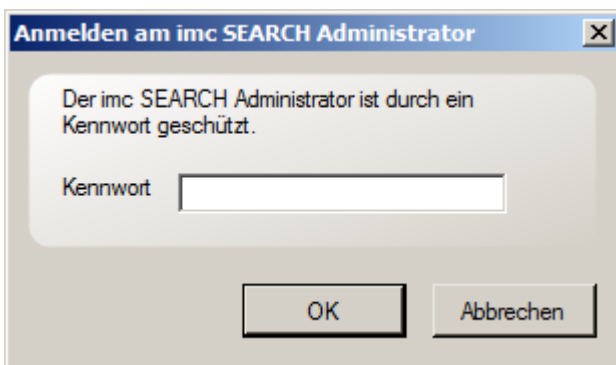 Anmelden am imc SEARCH Administrator
Der imc SEARCH Administrator ist durch ein
Kennwort geschützt.
Kennwort
OK
Abbrechen